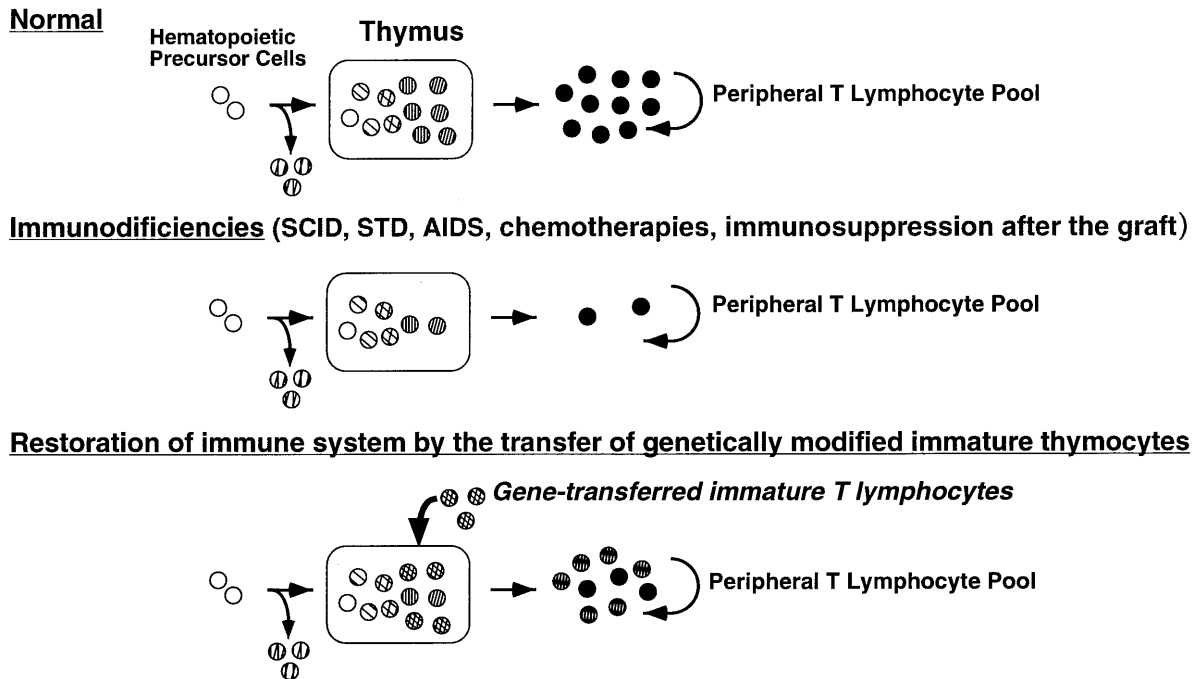 Normal
Hematopoietic
Precursor Cells
Thymus
Peripheral T Lymphocyte Pool
Immunodificiencies (SCID, STD, AIDS, chemotherapies, immunosuppression after the graft)
Peripheral T Lymphocyte Pool
Restoration of immune system by the transfer of genetically modified immature thymocytes
Gene-transferred immature T lymphocytes
Peripheral T Lymphocyte Pool